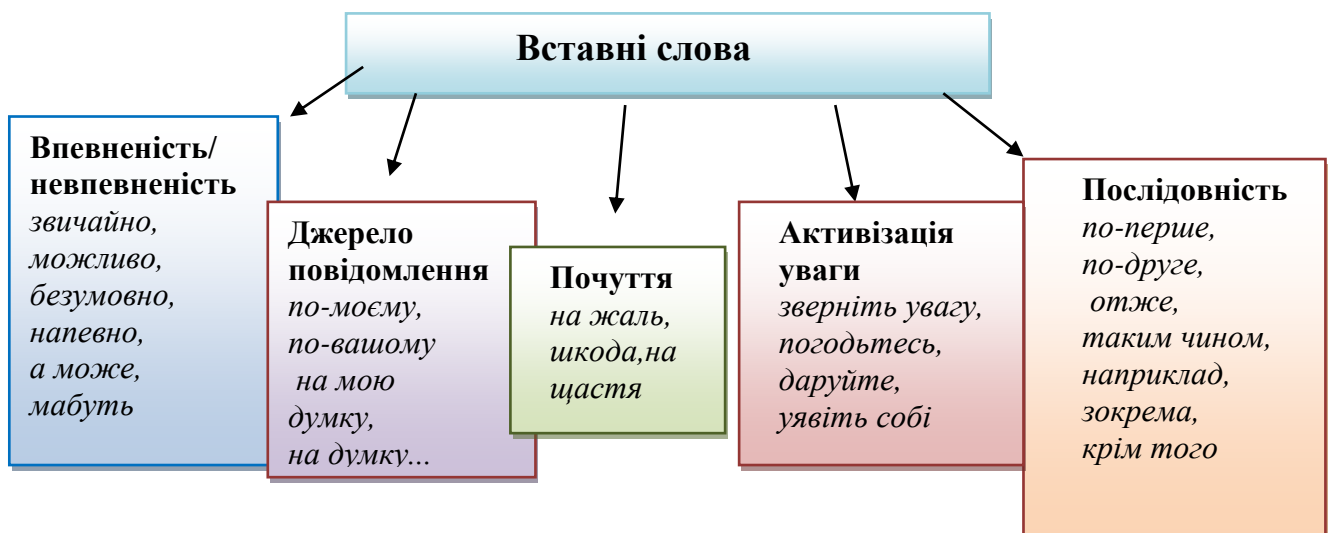 Вставні слова
Впевненість/
невпевненість
звичайно,
можливо,
безумовно,
напевно,
а може,
мабуть
Джерело
повідомлення
по-моєму,
по-вашому
на мою
думку,
на думку...
Почуття
на жаль,
шкода,на
щастя
Активізація
уваги
зверніть увагу,
погодьтесь,
даруйте,
уявіть собі
Послідовність
по-перше,
по-друге,
отже,
таким чином,
наприклад,
зокрема,
крім того